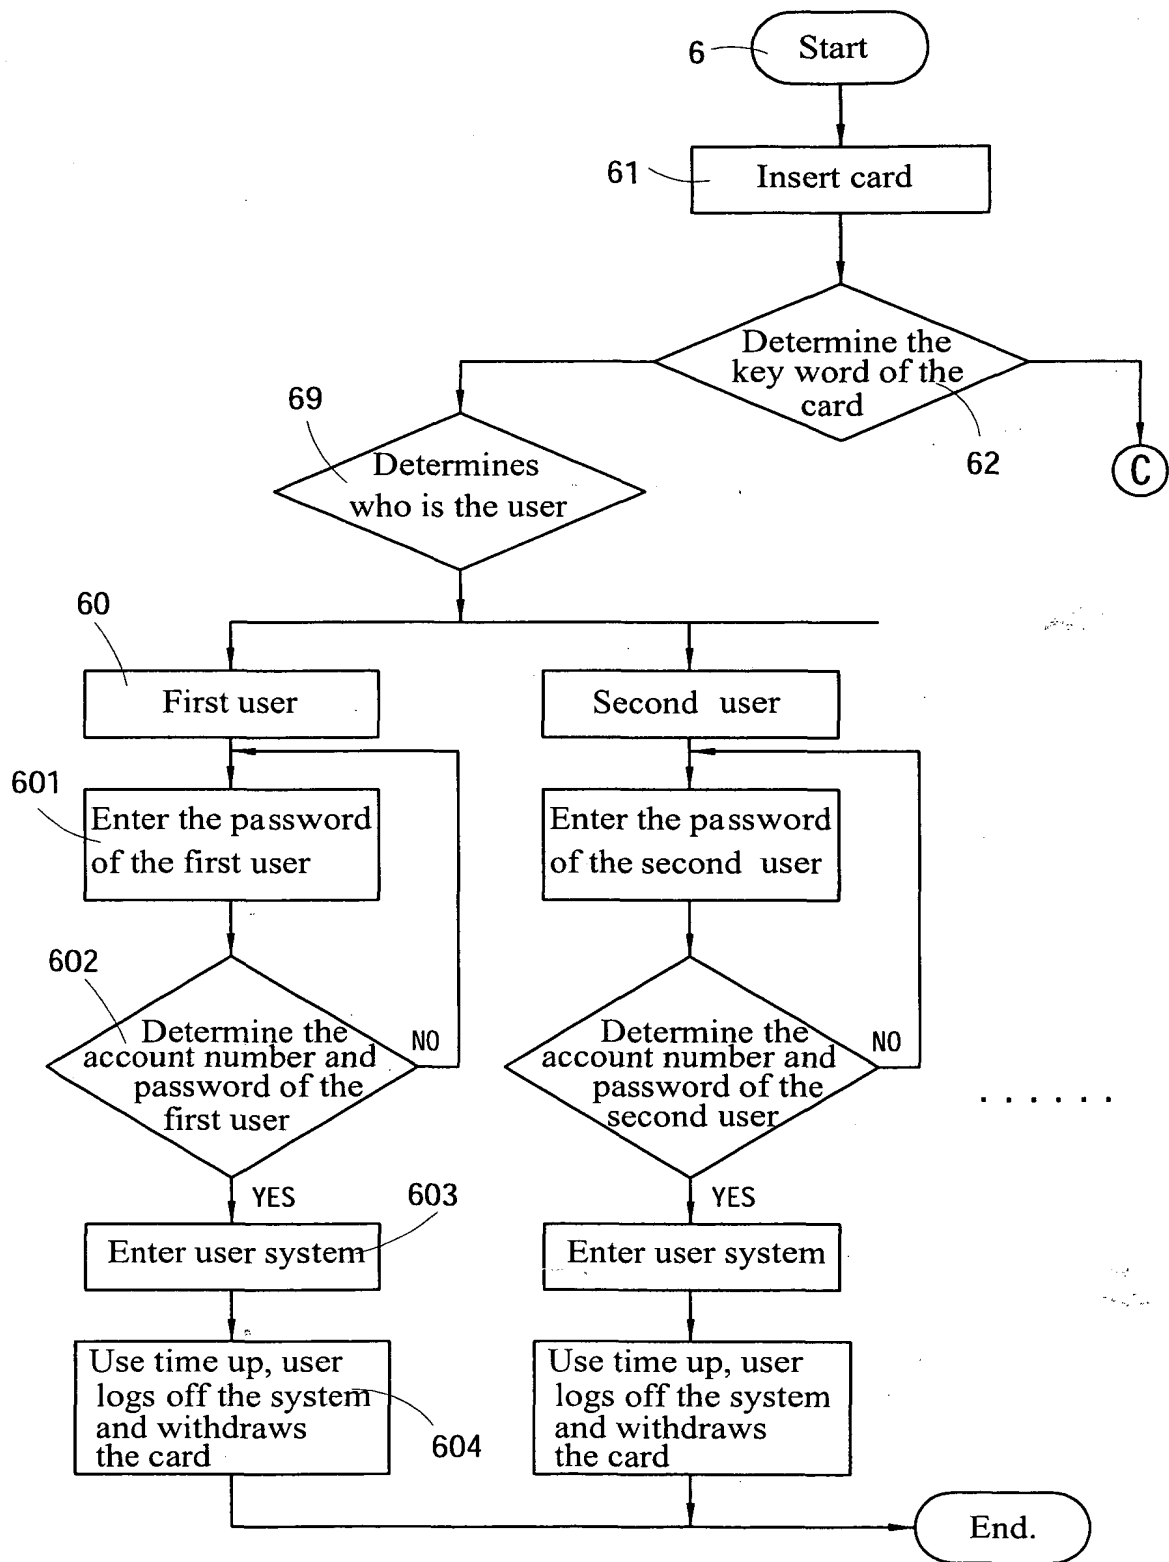 6
Start
61
Insert card
Determine the
key word of the
card
62
C
69
Determines
who is the user
60
First user
Second user
601
Enter the password
of the first user
Enter the password
of the second user
602
Determine the
account number and
password of the
first user
NO
Determine the
account number and
password of the
second user
NO
......
YES
603
YES
Enter user system
Enter user system
Use time up, user
logs off the system
and withdraws
the card
604
Use time up, user
logs off the system
and withdraws
the card
End.